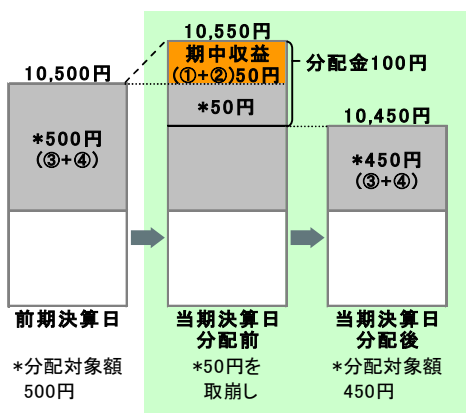 10,550円
期中収益
(①+②)50円
分配金100円
10,500円
*50円
10,450円
*500円
(③+④)
*450円
(③+④)
前期決算日
当期決算日
分配前
当期決算日
分配後
*分配対象額
500円
*50円を
取崩し
*分配対象額
450円